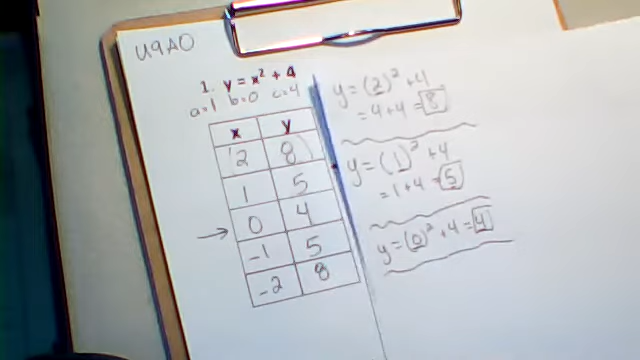 U9A0
1. y = x² + 4
a=1 b=0 c=4
x y
2 8
1 5
0 4
-1 5
-2 8
y=(2)²+4
=4+4=8
y=(1)²+4
=1+4=5
y=(0)²+4=4